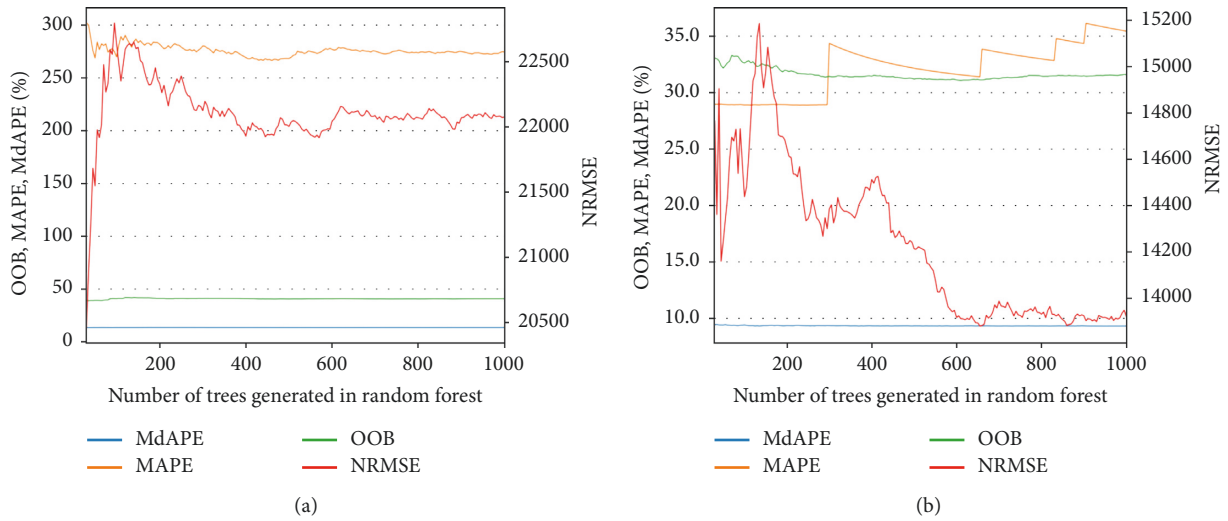 OOB, MAPE, MdAPE (%)
300
250
200
150
100
50
0
22500
22000
21500
21000
20500
NRMSE
200 400 600 800 1000
Number of trees generated in random forest
MdAPE OOB
MAPE NRMSE
(a)
OOB, MAPE, MdAPE (%)
35.0
30.0
25.0
20.0
15.0
10.0
15200
15000
14800
14600
14400
14200
14000
NRMSE
200 400 600 800 1000
Number of trees generated in random forest
MdAPE OOB
MAPE NRMSE
(b)